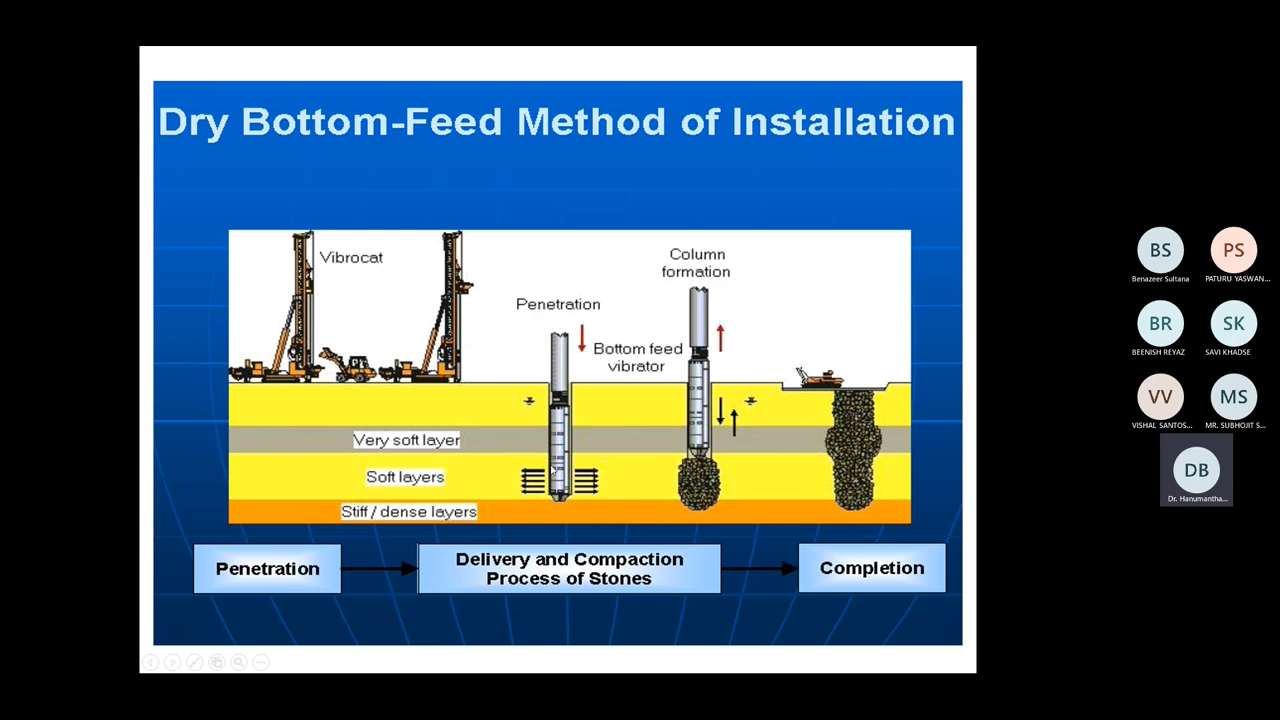 Dry Bottom-Feed Method of Installation
Vibrocat
Column
formation
Penetration
Bottom feed
vibrator
Very soft layer
Soft layers
Stiff / dense layers
Penetration
Delivery and Compaction
Process of Stones
Completion
BS
Benazeer Sultana
PS
PATURU YASWAN...
BR
BEENISH REYAZ
SK
SAVI KHADSE
VV
VISHAL SANTOS...
MS
MR. SUBHOJIT S...
DB
Dr. Hanumantha...